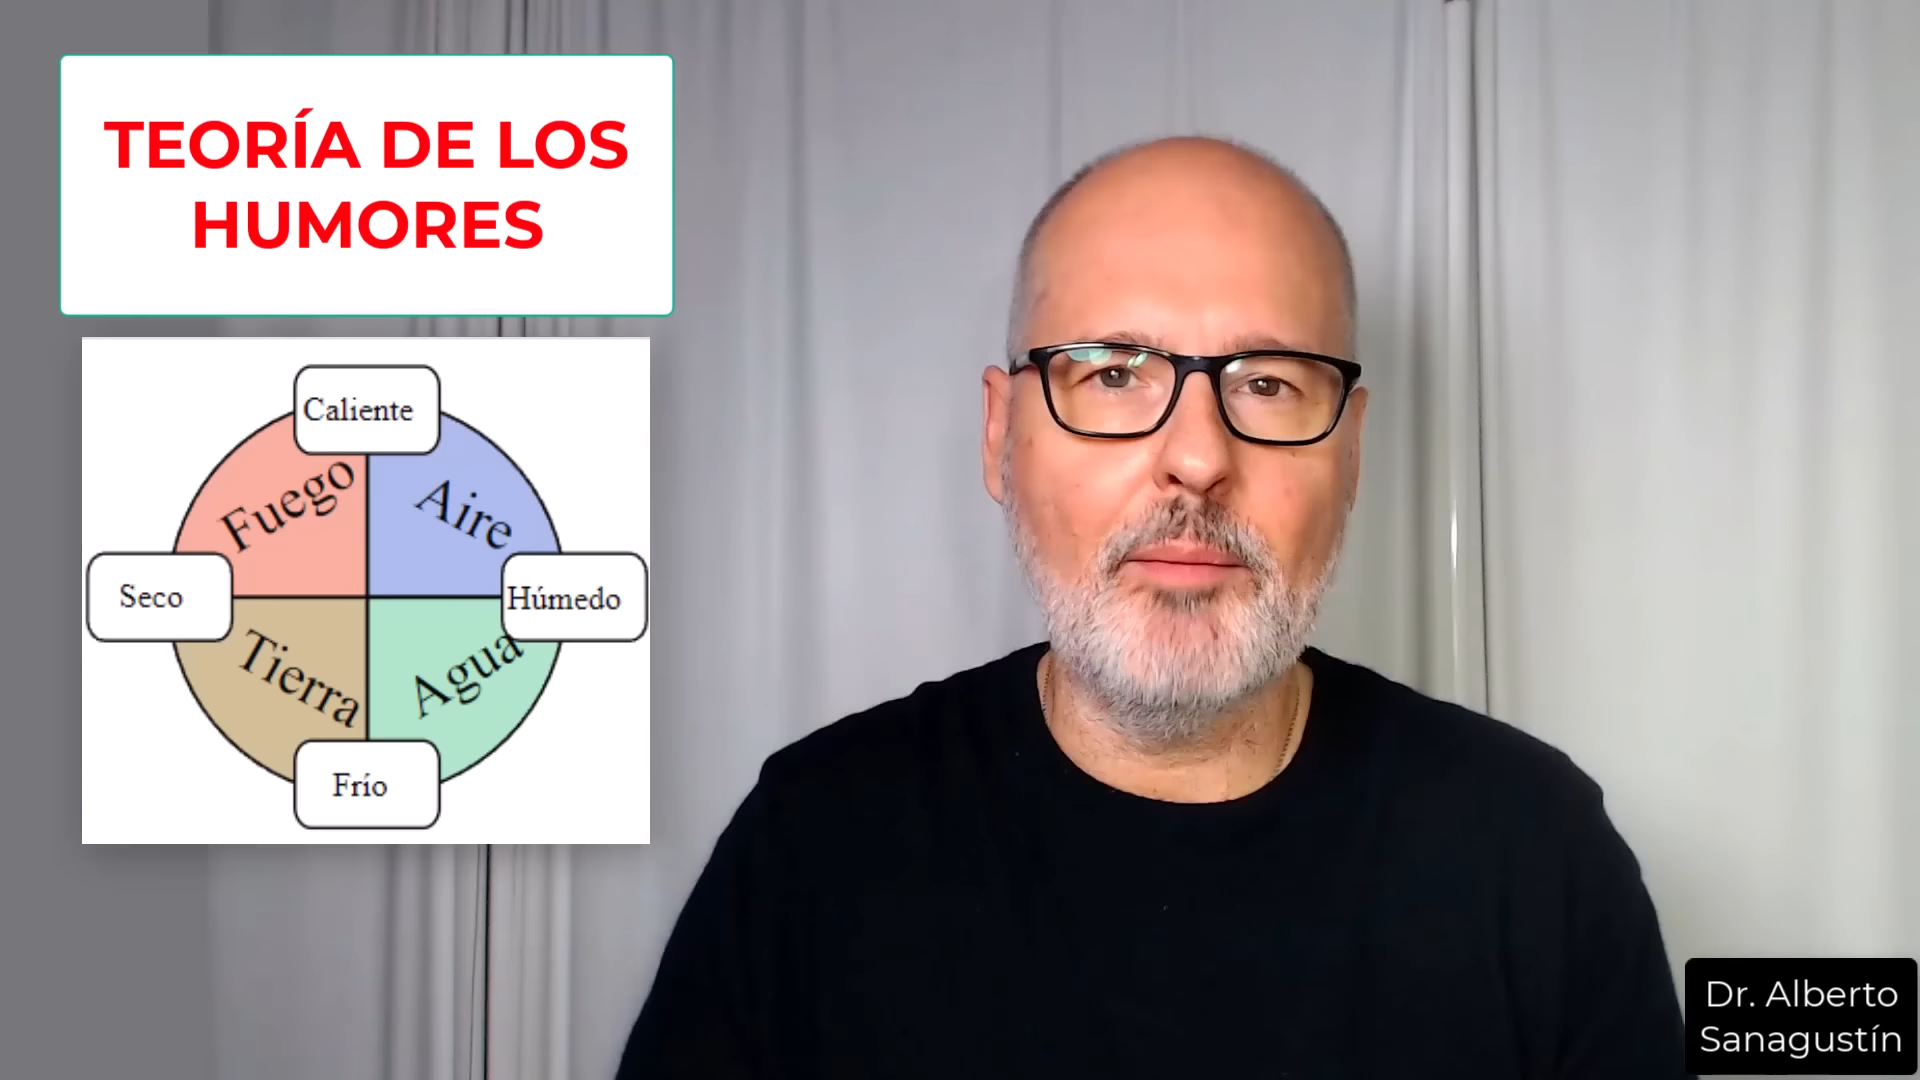 TEORÍA DE LOS
HUMORES
Caliente
Fuego
Aire
Seco
Húmedo
Tierra
Agua
Frío
Dr. Alberto
Sanagustín